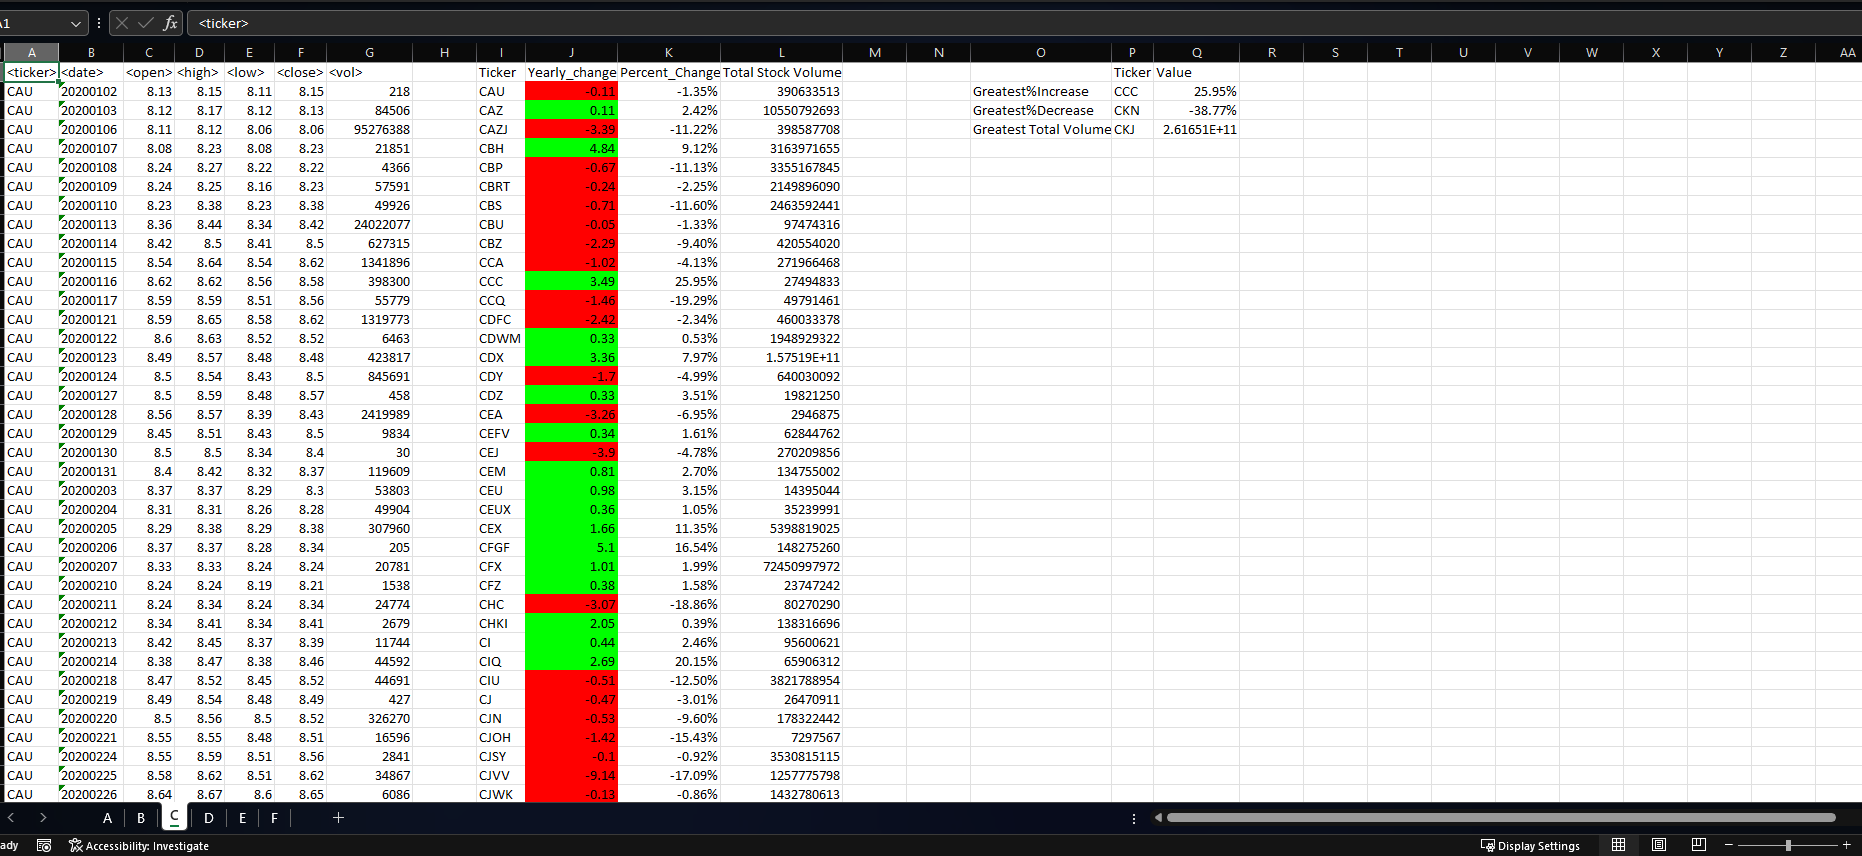 A1 fx <ticker>
A B C D E F G H I J K L M N O P Q R S T U V W X Y Z AA
<ticker> <date> <open> <high> <low> <close> <vol> Ticker Yearly_change Percent_Change Total Stock Volume Ticker Value
CAU 20200102 8.13 8.15 8.11 8.15 218 CAU -0.11 -1.35% 390633513 Greatest%Increase CCC 25.95%
CAU 20200103 8.12 8.17 8.12 8.13 84506 CAZ 0.11 2.42% 10550792693 Greatest%Decrease CKN -38.77%
CAU 20200106 8.11 8.12 8.06 8.06 95276388 CAZJ -3.39 -11.22% 398587708 Greatest Total Volume CKJ 2.61651E+11
CAU 20200107 8.08 8.23 8.08 8.23 21851 CBH 4.84 9.12% 3163971655
CAU 20200108 8.24 8.27 8.22 8.22 4366 CBP -0.67 -11.13% 3355167845
CAU 20200109 8.24 8.25 8.16 8.23 57591 CBRT -0.24 -2.25% 2149896090
CAU 20200110 8.23 8.38 8.23 8.38 49926 CBS -0.71 -11.60% 2463592441
CAU 20200113 8.36 8.44 8.34 8.42 24022077 CBU -0.05 -1.33% 97474316
CAU 20200114 8.42 8.5 8.41 8.5 627315 CBZ -2.29 -9.40% 420554020
CAU 20200115 8.54 8.64 8.54 8.62 1341896 CCA -1.02 -4.13% 271966468
CAU 20200116 8.62 8.62 8.56 8.58 398300 CCC 3.49 25.95% 27494833
CAU 20200117 8.59 8.59 8.51 8.56 55779 CCQ -1.46 -19.29% 49791461
CAU 20200121 8.59 8.65 8.58 8.62 1319773 CDFC -2.42 -2.34% 460033378
CAU 20200122 8.6 8.63 8.52 8.52 6463 CDWM 0.33 0.53% 1948929322
CAU 20200123 8.49 8.57 8.48 8.48 423817 CDX 3.36 7.97% 1.57519E+11
CAU 20200124 8.5 8.54 8.43 8.5 845691 CDY -1.7 -4.99% 640030092
CAU 20200127 8.5 8.59 8.48 8.57 458 CDZ 0.33 3.51% 19821250
CAU 20200128 8.56 8.57 8.39 8.43 2419989 CEA -3.26 -6.95% 2946875
CAU 20200129 8.45 8.51 8.43 8.5 9834 CEFV 0.34 1.61% 62844762
CAU 20200130 8.5 8.5 8.34 8.4 30 CEJ -3.9 -4.78% 270209856
CAU 20200131 8.4 8.42 8.32 8.37 119609 CEM 0.81 2.70% 134755002
CAU 20200203 8.37 8.37 8.29 8.3 53803 CEU 0.98 3.15% 14395044
CAU 20200204 8.31 8.31 8.26 8.28 49904 CEUX 0.36 1.05% 35239991
CAU 20200205 8.29 8.38 8.29 8.38 307960 CEX 1.66 11.35% 5398819025
CAU 20200206 8.37 8.37 8.28 8.34 205 CFGF 5.1 16.54% 148275260
CAU 20200207 8.33 8.33 8.24 8.24 20781 CFX 1.01 1.99% 72450997972
CAU 20200210 8.24 8.24 8.19 8.21 1538 CFZ 0.38 1.58% 23747242
CAU 20200211 8.24 8.34 8.24 8.34 24774 CHC -3.07 -18.86% 80270290
CAU 20200212 8.34 8.41 8.34 8.41 2679 CHKI 2.05 0.39% 138316696
CAU 20200213 8.42 8.45 8.37 8.39 11744 CI 0.44 2.46% 95600621
CAU 20200214 8.38 8.47 8.38 8.46 44592 CIQ 2.69 20.15% 65906312
CAU 20200218 8.47 8.52 8.45 8.52 44691 CIU -0.51 -12.50% 3821788954
CAU 20200219 8.49 8.54 8.48 8.49 427 CJ -0.47 -3.01% 26470911
CAU 20200220 8.5 8.56 8.5 8.52 326270 CJN -0.53 -9.60% 178322442
CAU 20200221 8.55 8.55 8.48 8.51 16596 CJOH -1.42 -15.43% 7297567
CAU 20200224 8.55 8.59 8.51 8.56 2841 CJSY -0.1 -0.92% 3530815115
CAU 20200225 8.58 8.62 8.51 8.62 34867 CJVV -9.14 -17.09% 1257775798
CAU 20200226 8.64 8.67 8.6 8.65 6086 CJWK -0.13 -0.86% 1432780613
A B C D E F +
ady Accessibility: Investigate Display Settings